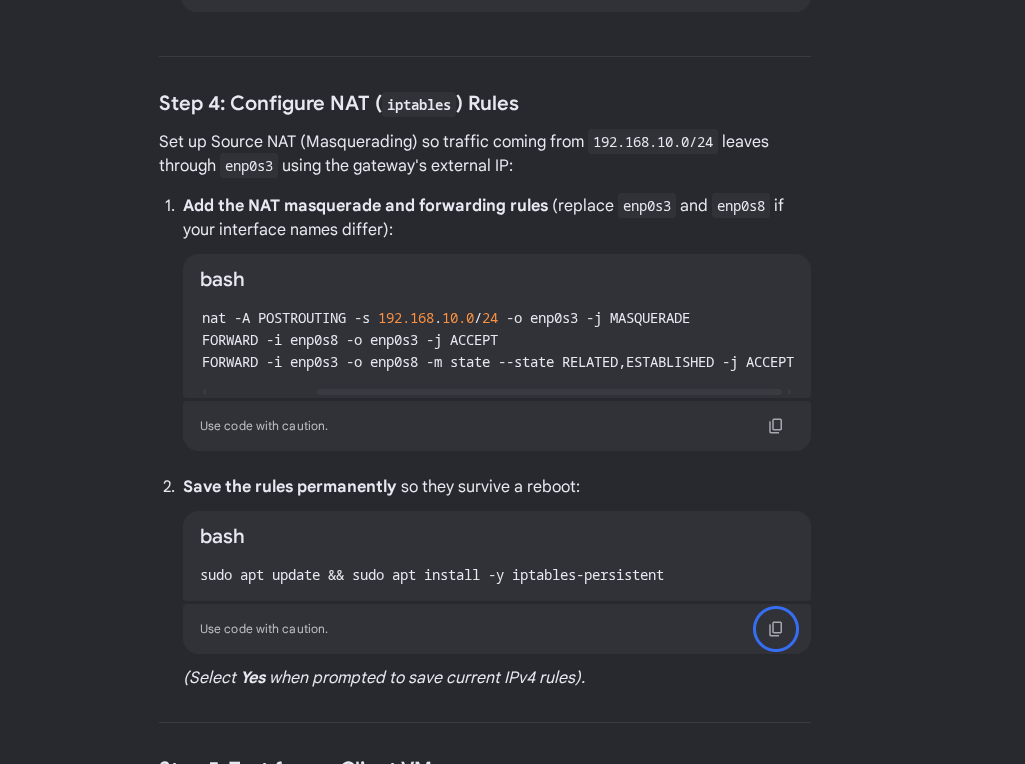 Step 4: Configure NAT (iptables) Rules
Set up Source NAT (Masquerading) so traffic coming from 192.168.10.0/24 leaves
through enp0s3 using the gateway's external IP:
1. Add the NAT masquerade and forwarding rules (replace enp0s3 and enp0s8 if
your interface names differ):
bash
nat -A POSTROUTING -s 192.168.10.0/24 -o enp0s3 -j MASQUERADE
FORWARD -i enp0s8 -o enp0s3 -j ACCEPT
FORWARD -i enp0s3 -o enp0s8 -m state --state RELATED,ESTABLISHED -j ACCEPT
Use code with caution.
2. Save the rules permanently so they survive a reboot:
bash
sudo apt update && sudo apt install -y iptables-persistent
Use code with caution.
(Select Yes when prompted to save current IPv4 rules).